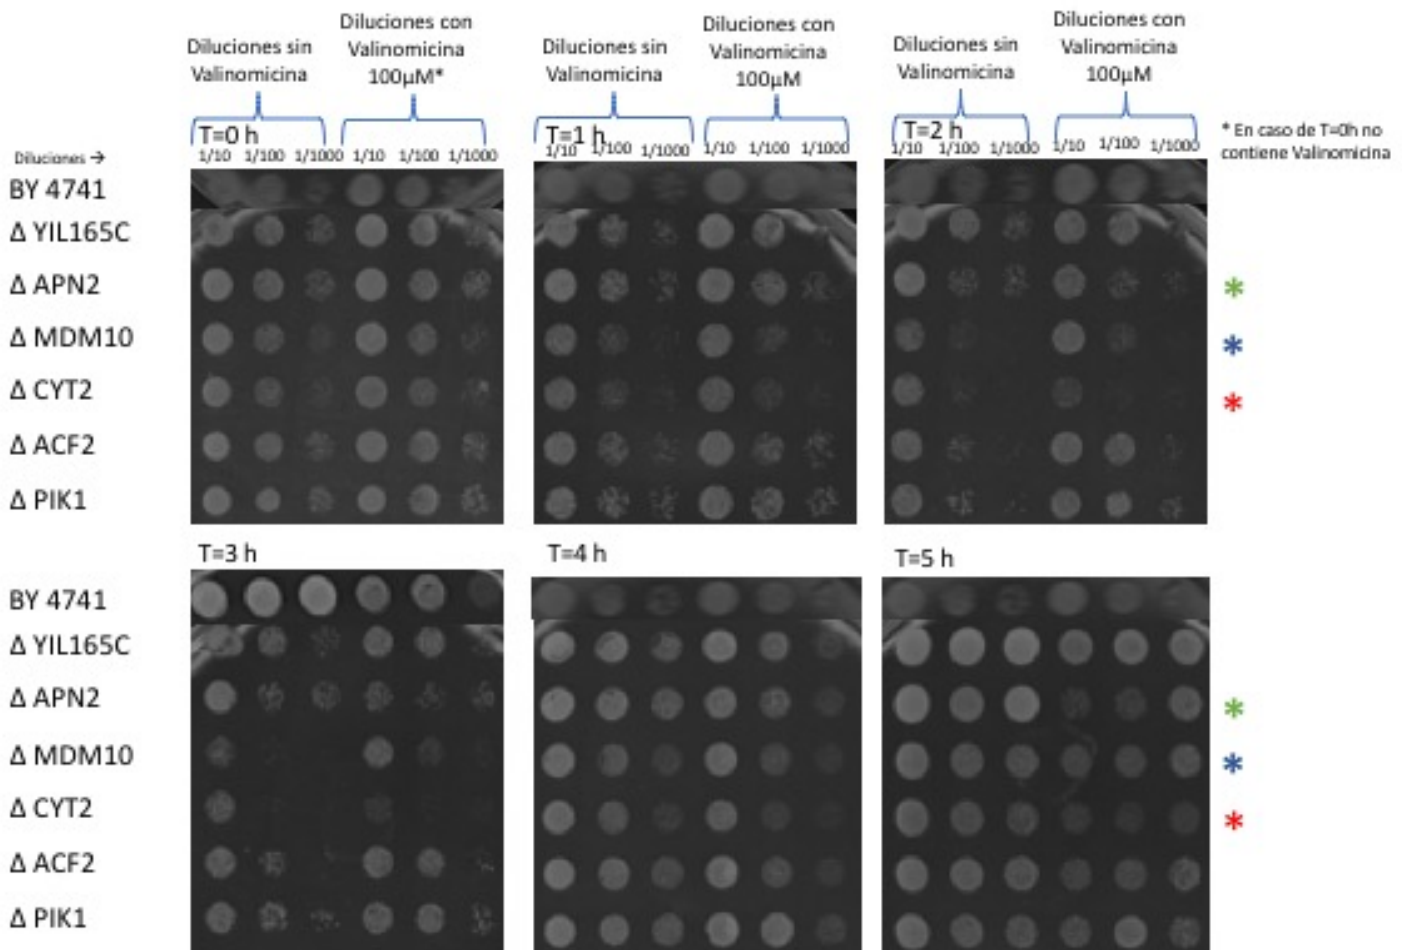 Diluciones sin
Valinomicina
Diluciones con
Valinomicina
100µM*
Diluciones sin
Valinomicina
Diluciones con
Valinomicina
100µM
Diluciones sin
Valinomicina
Diluciones con
Valinomicina
100µM
* En caso de T=0h no
contiene Valinomicina
T=0 h
T=1 h
T=2 h
Diluciones →
1/10 1/100 1/1000 1/10 1/100 1/1000
1/10 1/100 1/1000 1/10 1/100 1/1000
1/10 1/100 1/1000 1/10 1/100 1/1000
BY 4741
Δ YIL165C
Δ APN2
*
Δ MDM10
*
Δ CYT2
*
Δ ACF2
Δ PIK1
T=3 h
T=4 h
T=5 h
BY 4741
Δ YIL165C
Δ APN2
*
Δ MDM10
*
Δ CYT2
*
Δ ACF2
Δ PIK1